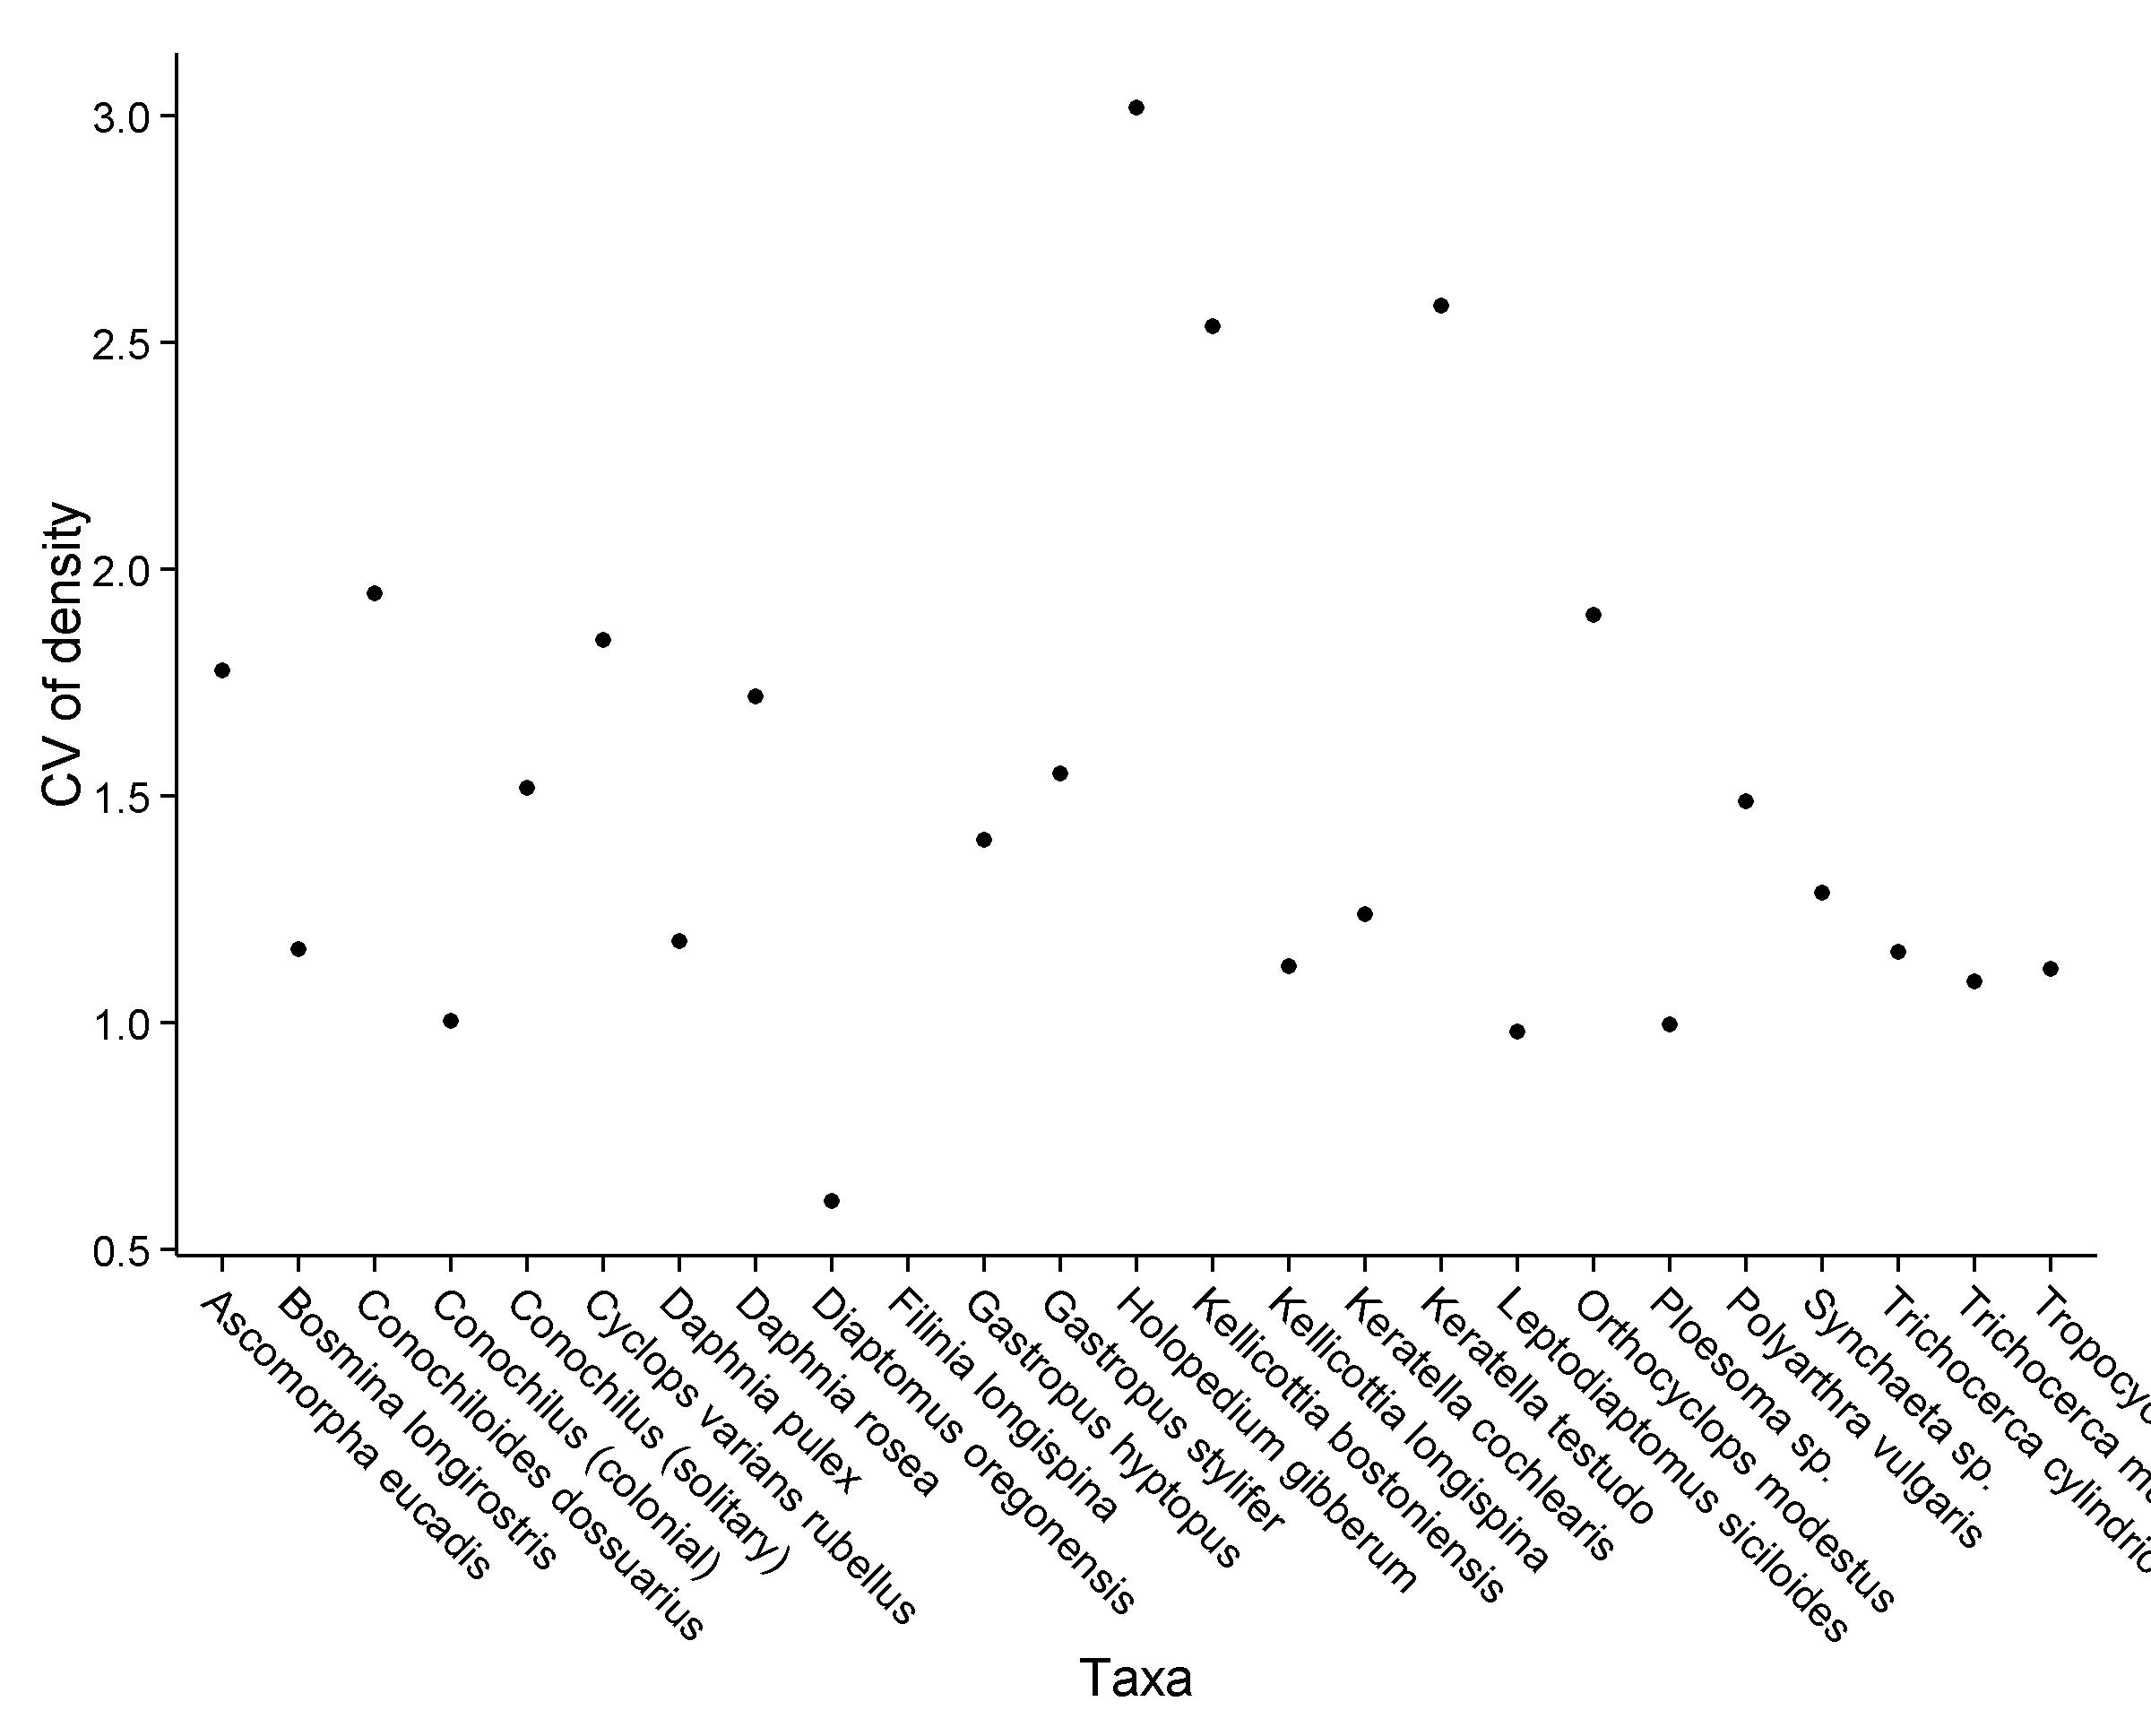 3.0
2.5
2.0
1.5
1.0
0.5
CV of density
Ascomorpha eucadis
Bosmina longirostris
Conochiloides dossuarius
Conochilus (colonial)
Conochilus (solitary)
Cyclops varians rubellus
Daphnia pulex
Daphnia rosea
Diaptomus oregonensis
Filinia longispina
Gastropus hyptopus
Gastropus stylifer
Holopedium gibberum
Kellicottia bostoniensis
Kellicottia longispina
Keratella cochlearis
Keratella testudo
Leptodiaptomus siciloides
Orthocyclops modestus
Ploesoma sp.
Polyarthra vulgaris
Synchaeta sp.
Trichocerca
Trichocerca
Taxa